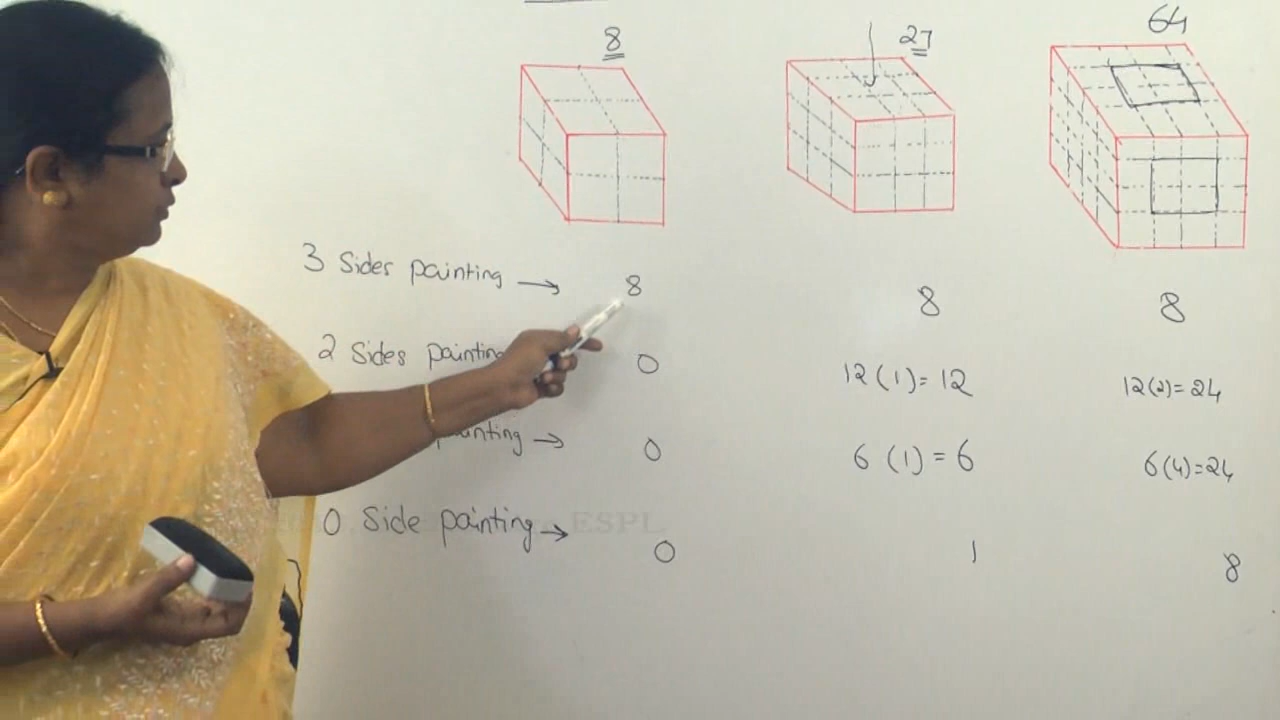 8 27 64
3 Sides painting → 8 8 8
2 Sides painting 0 12(1)=12 12(2)=24
painting → 0 6(1)=6 6(4)=24
0 Side painting → 0 1 8
ESPL